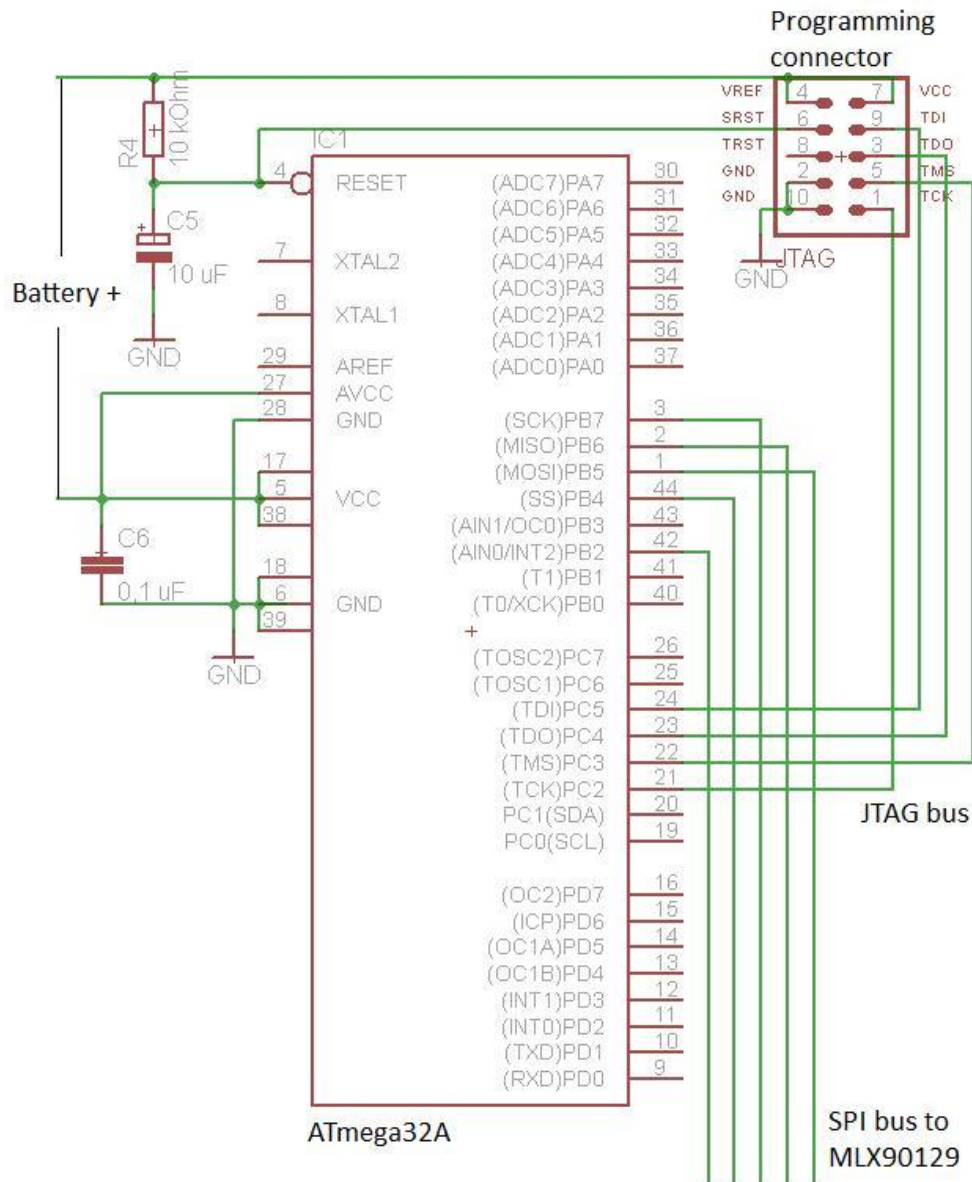 Programming
connector
VREF 4 7 VCC
SRST 6 9 TDI
TRST 8 3 TDO
GND 2 5 TMS
GND 10 1 TCK
JTAG
GND
R4
10 kOhm
C5
10 uF
GND
Battery +
IC1
4 RESET
7 XTAL2
8 XTAL1
29 AREF
27 AVCC
28 GND
17
5 VCC
38
18
6 GND
39
C6
0,1 uF
GND
(ADC7)PA7 30
(ADC6)PA6 31
(ADC5)PA5 32
(ADC4)PA4 33
(ADC3)PA3 34
(ADC2)PA2 35
(ADC1)PA1 36
(ADC0)PA0 37
(SCK)PB7 3
(MISO)PB6 2
(MOSI)PB5 1
(SS)PB4 44
(AIN1/OC0)PB3 43
(AIN0/INT2)PB2 42
(T1)PB1 41
(T0/XCK)PB0 40
(TOSC2)PC7 26
(TOSC1)PC6 25
(TDI)PC5 24
(TDO)PC4 23
(TMS)PC3 22
(TCK)PC2 21
PC1(SDA) 20
PC0(SCL) 19
(OC2)PD7 16
(ICP)PD6 15
(OC1A)PD5 14
(OC1B)PD4 13
(INT1)PD3 12
(INT0)PD2 11
(TXD)PD1 10
(RXD)PD0 9
JTAG bus
ATmega32A
SPI bus to
MLX90129